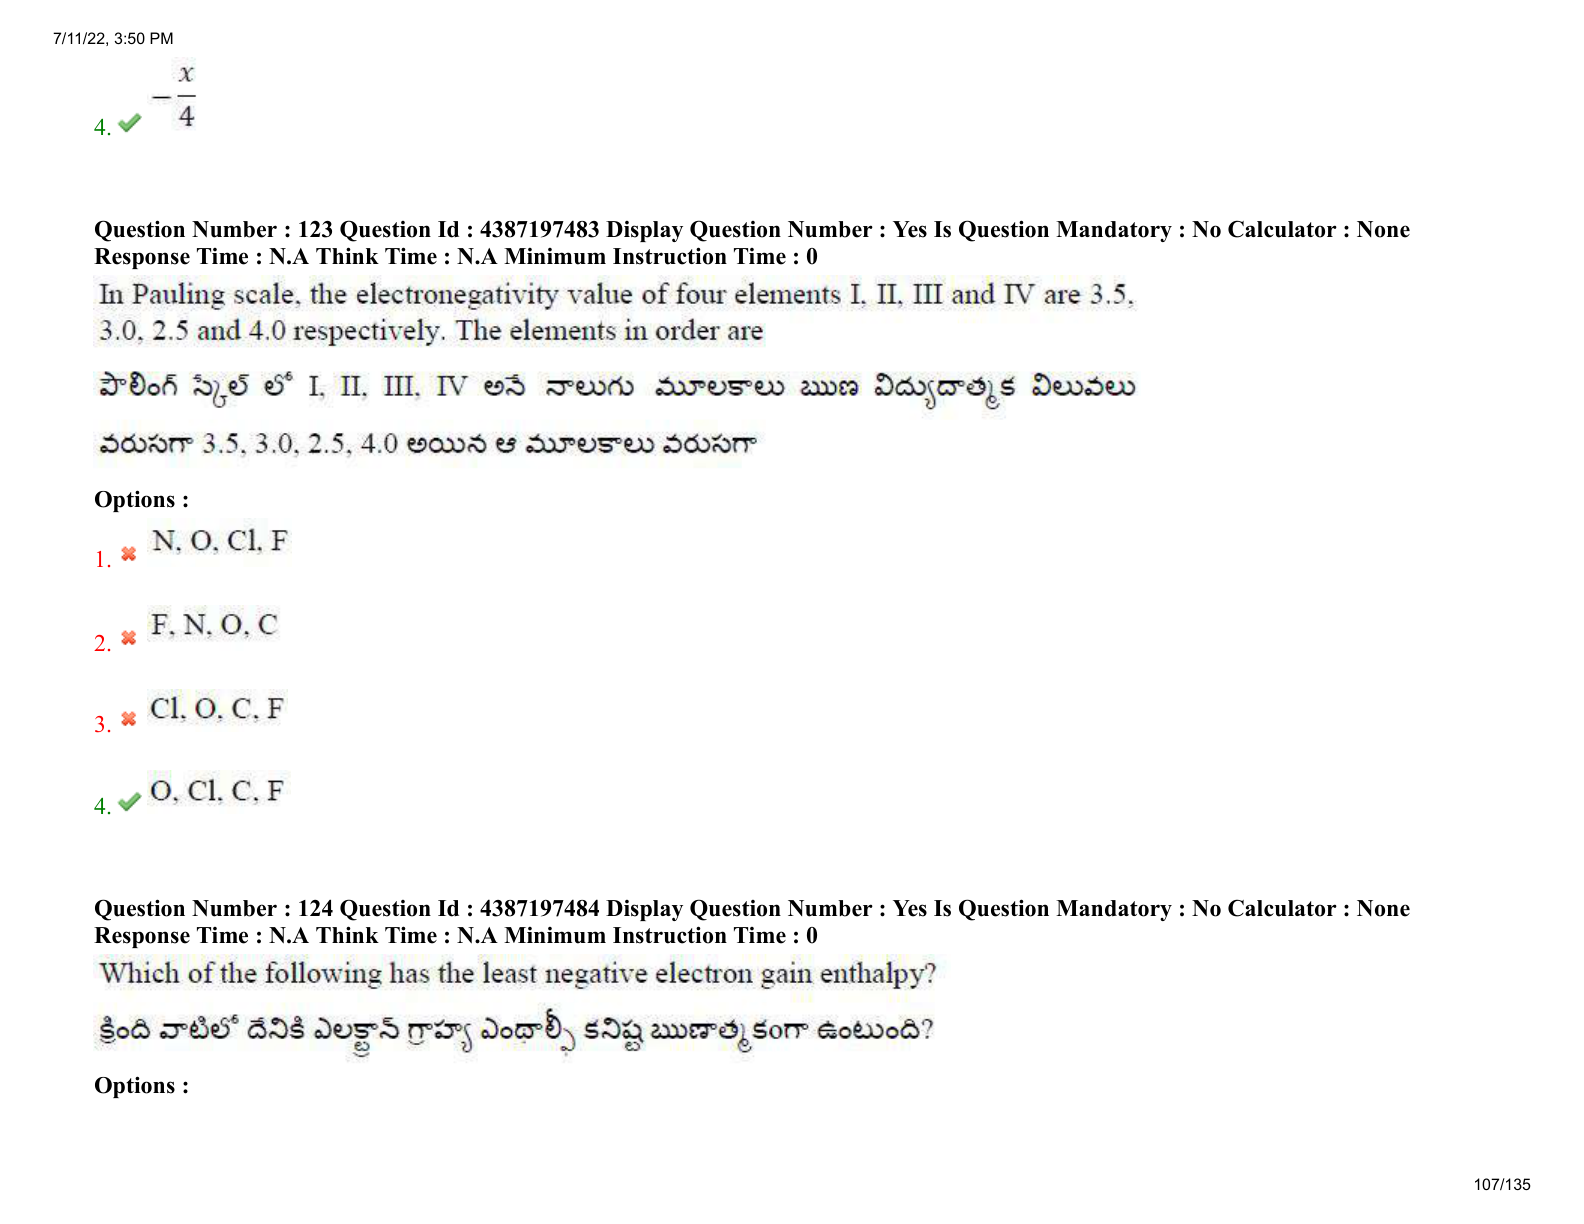 7/11/22, 3:50 PM
− x/4
4.
Question Number : 123 Question Id : 4387197483 Display Question Number : Yes Is Question Mandatory : No Calculator : None
Response Time : N.A Think Time : N.A Minimum Instruction Time : 0
In Pauling scale, the electronegativity value of four elements I, II, III and IV are 3.5,
3.0, 2.5 and 4.0 respectively. The elements in order are
పౌలింగ్ స్కేల్ లో I, II, III, IV అనే నాలుగు మూలకాలు ఋణ విద్యుదాత్మక విలువలు
వరుసగా 3.5, 3.0, 2.5, 4.0 అయిన ఆ మూలకాలు వరుసగా
Options :
1. N, O, Cl, F
2. F, N, O, C
3. Cl, O, C, F
4. O, Cl, C, F
Question Number : 124 Question Id : 4387197484 Display Question Number : Yes Is Question Mandatory : No Calculator : None
Response Time : N.A Think Time : N.A Minimum Instruction Time : 0
Which of the following has the least negative electron gain enthalpy?
క్రింది వాటిలో దేనికి ఎలక్ట్రాన్ గ్రాహ్య ఎంథాల్పీ కనిష్ట ఋణాత్మకంగా ఉంటుంది?
Options :
107/135